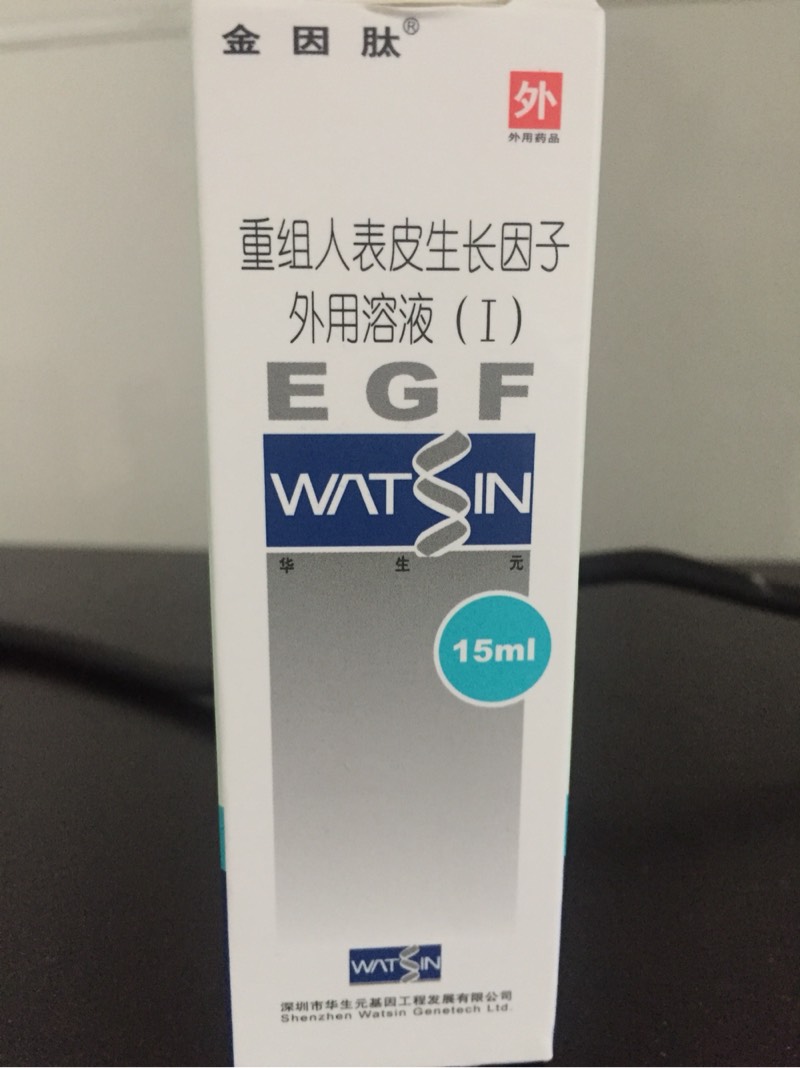 金因肽®
外
外用药品
重组人表皮生长因子
外用溶液(I)
EGF
WATSIN
华生元
15ml
WATSIN
深圳市华生元基因工程发展有限公司
Shenzhen Watsin Genetech Ltd.